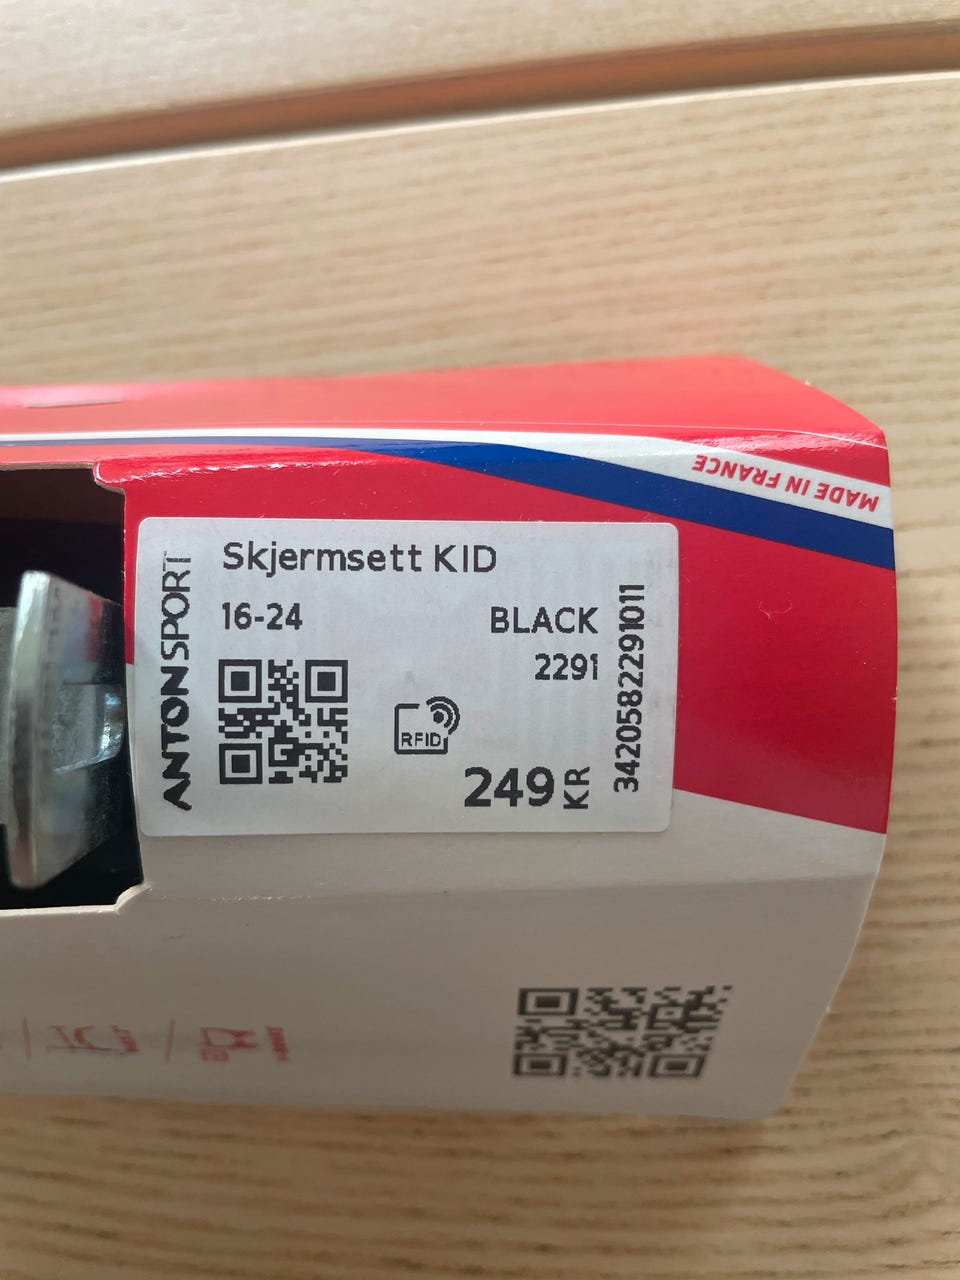 MADE IN FRANCE
ANTON SPORT
Skjermsett KID
16-24
BLACK
2291
RFID
249 KR
3420582291011